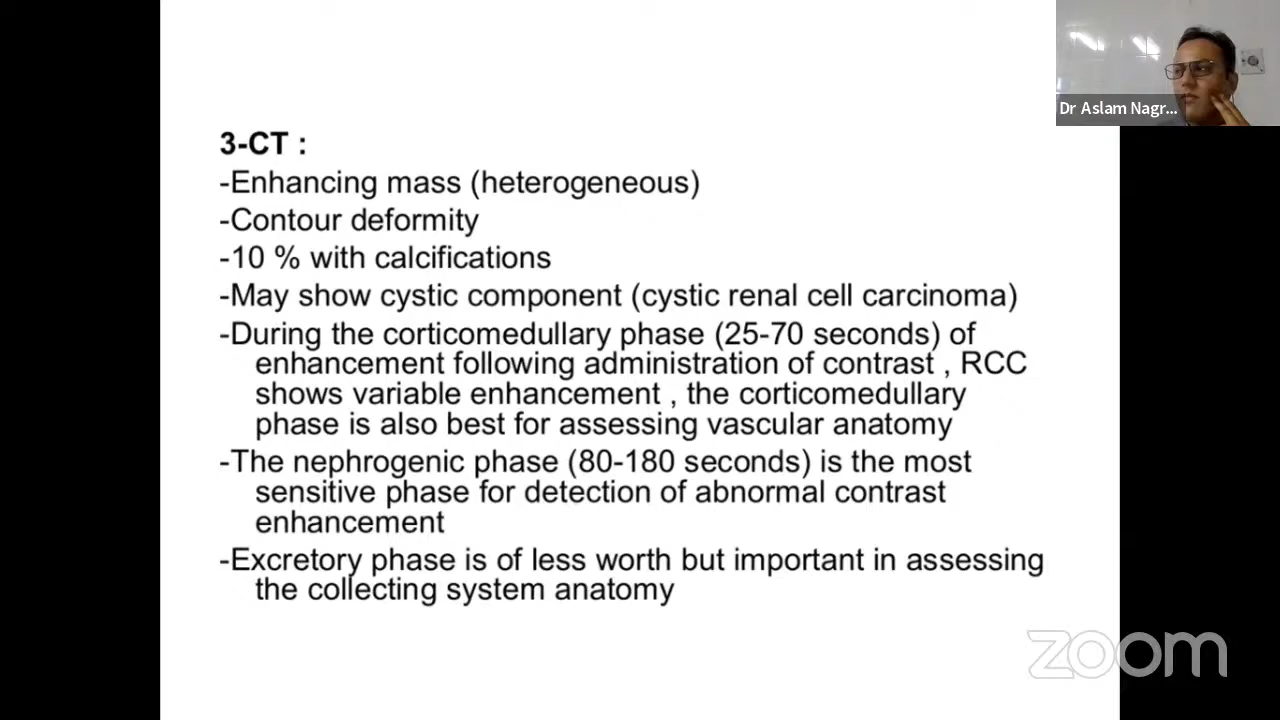 Dr Aslam Nagr...
3-CT :
-Enhancing mass (heterogeneous)
-Contour deformity
-10 % with calcifications
-May show cystic component (cystic renal cell carcinoma)
-During the corticomedullary phase (25-70 seconds) of
enhancement following administration of contrast , RCC
shows variable enhancement , the corticomedullary
phase is also best for assessing vascular anatomy
-The nephrogenic phase (80-180 seconds) is the most
sensitive phase for detection of abnormal contrast
enhancement
-Excretory phase is of less worth but important in assessing
the collecting system anatomy
zoom